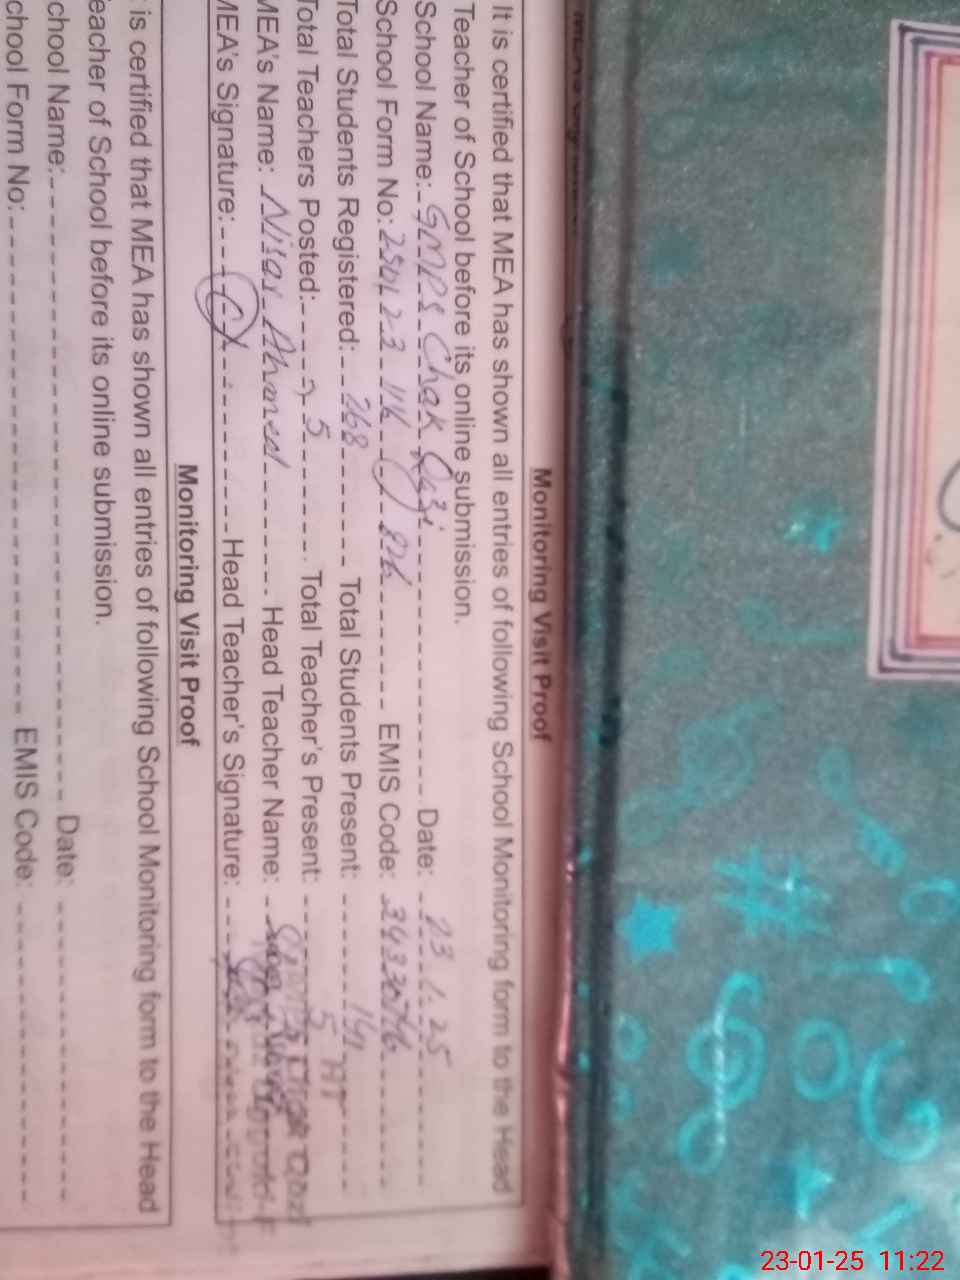 Monitoring Visit Proof
It is certified that MEA has shown all entries of following School Monitoring form to the Head
Teacher of School before its online submission.
School Name: GMPS Chak Qazi Date: 23.1.25
School Form No: EMIS Code:
Total Students Registered: 268 Total Students Present: 191
Total Teachers Posted: 5 Total Teacher's Present: 5 HT
MEA's Name: Nisar Ahmed Head Teacher Name:
MEA's Signature: Head Teacher's Signature:
Monitoring Visit Proof
is certified that MEA has shown all entries of following School Monitoring form to the Head
eacher of School before its online submission.
chool Name: Date:
chool Form No: EMIS Code:
23-01-25 11:22